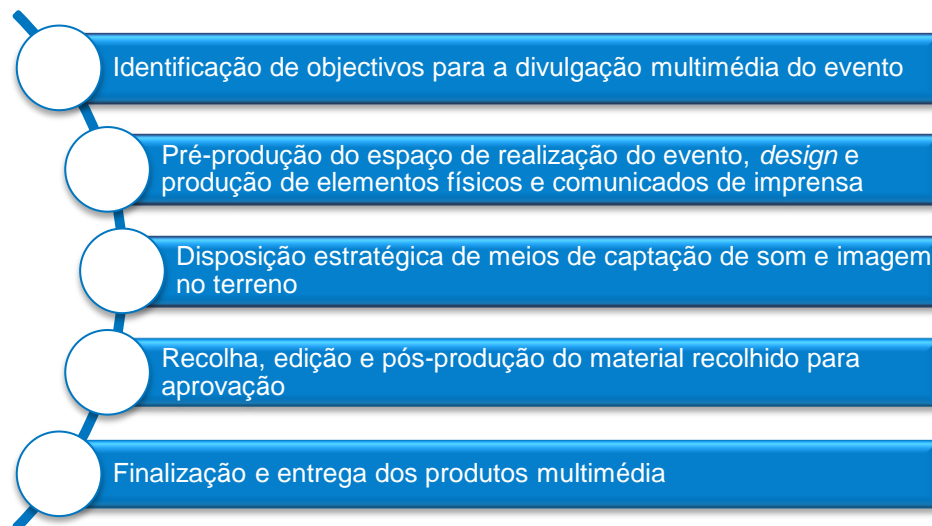 Identificação de objectivos para a divulgação multimédia do evento
Pré-produção do espaço de realização do evento, design e
produção de elementos físicos e comunicados de imprensa
Disposição estratégica de meios de captação de som e imagem
no terreno
Recolha, edição e pós-produção do material recolhido para
aprovação
Finalização e entrega dos produtos multimédia